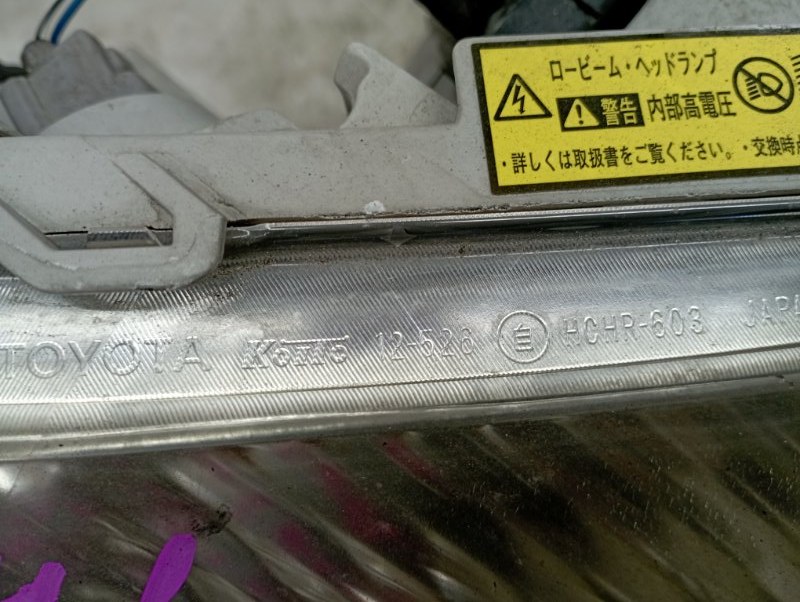 ロービーム・ヘッドランプ
警告 内部高電圧
・詳しくは取扱書をご覧ください。・交換時点
TOYOTA KOITO 12-526 自 HCHR-603 JAPA